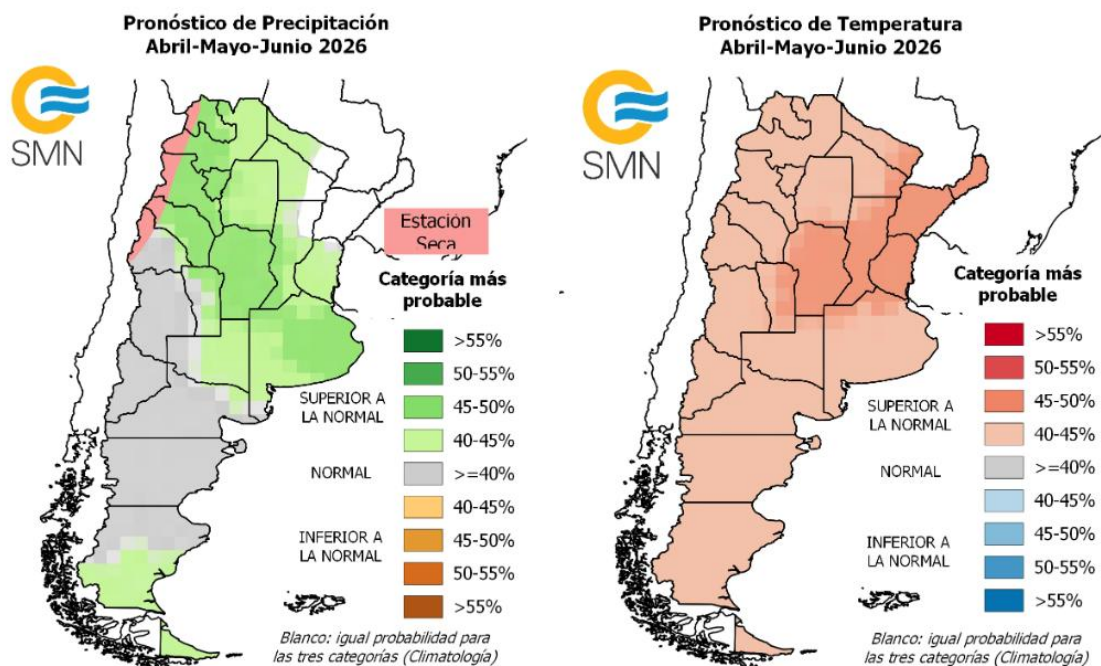 Pronóstico de Precipitación
Abril-Mayo-Junio 2026
SMN
Estación
Seca
Categoría más
probable
>55%
50-55%
45-50%
40-45%
>=40%
40-45%
45-50%
50-55%
>55%
SUPERIOR A
LA NORMAL
NORMAL
INFERIOR A
LA NORMAL
Blanco: igual probabilidad para
las tres categorías (Climatología)
Pronóstico de Temperatura
Abril-Mayo-Junio 2026
SMN
Categoría más
probable
>55%
50-55%
45-50%
40-45%
>=40%
40-45%
45-50%
50-55%
>55%
SUPERIOR A
LA NORMAL
NORMAL
INFERIOR A
LA NORMAL
Blanco: igual probabilidad para
las tres categorías (Climatología)